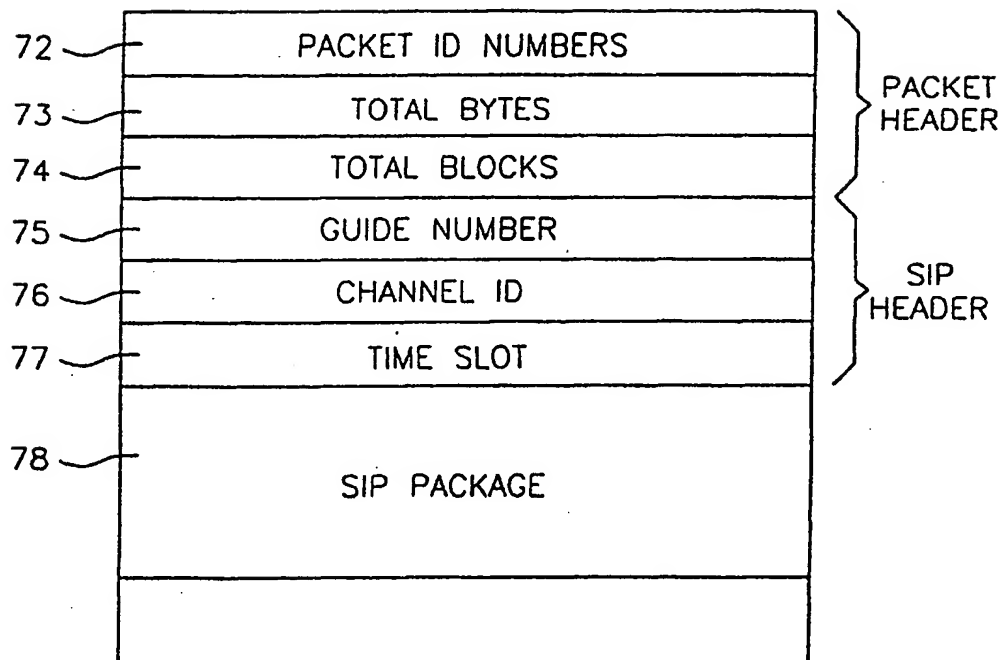 72 PACKET ID NUMBERS
73 TOTAL BYTES
PACKET
HEADER
74 TOTAL BLOCKS
75 GUIDE NUMBER
76 CHANNEL ID
SIP
HEADER
77 TIME SLOT
78 SIP PACKAGE